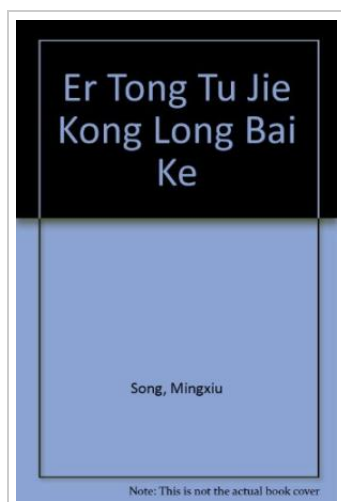 Er Tong Tu Jie
Kong Long Bai
Ke
Song, Mingxiu
Note: This is not the actual book cover